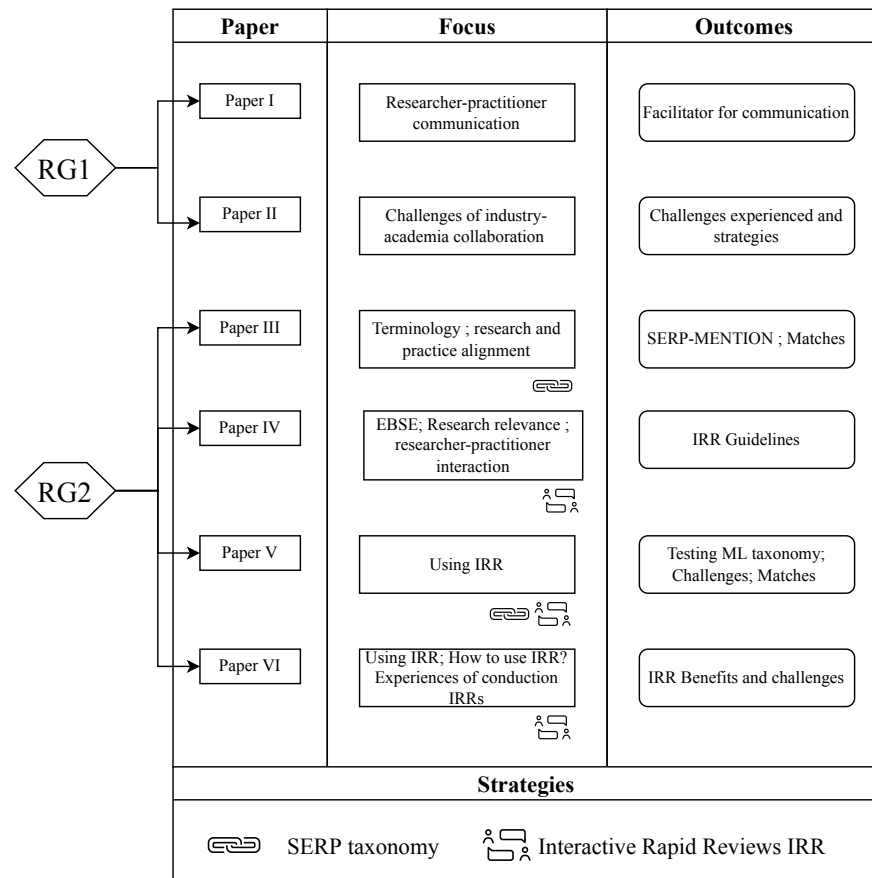 Paper
Focus
Outcomes
RG1
Paper I
Researcher-practitioner
communication
Facilitator for communication
Paper II
Challenges of industry-
academia collaboration
Challenges experienced and
strategies
RG2
Paper III
Terminology ; research and
practice alignment
SERP-MENTION ; Matches
Paper IV
EBSE; Research relevance ;
researcher-practitioner
interaction
IRR Guidelines
Paper V
Using IRR
Testing ML taxonomy;
Challenges; Matches
Paper VI
Using IRR; How to use IRR?
Experiences of conduction
IRRs
IRR Benefits and challenges
Strategies
SERP taxonomy
Interactive Rapid Reviews IRR